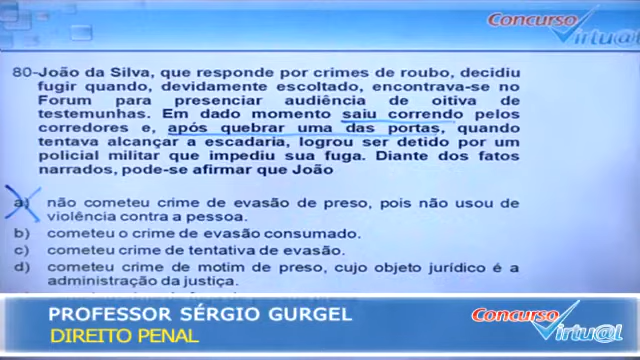 Concurso
Virtu@l
80-João da Silva, que responde por crimes de roubo, decidiu
fugir quando, devidamente escoltado, encontrava-se no
Forum para presenciar audiência de oitiva de
testemunhas. Em dado momento saiu correndo pelos
corredores e, após quebrar uma das portas, quando
tentava alcançar a escadaria, logrou ser detido por um
policial militar que impediu sua fuga. Diante dos fatos
narrados, pode-se afirmar que João
a) não cometeu crime de evasão de preso, pois não usou de
violência contra a pessoa.
b) cometeu o crime de evasão consumado.
c) cometeu crime de tentativa de evasão.
d) cometeu crime de motim de preso, cujo objeto jurídico é a
administração da justiça.
PROFESSOR SÉRGIO GURGEL
DIREITO PENAL
Concurso
Virtu@l